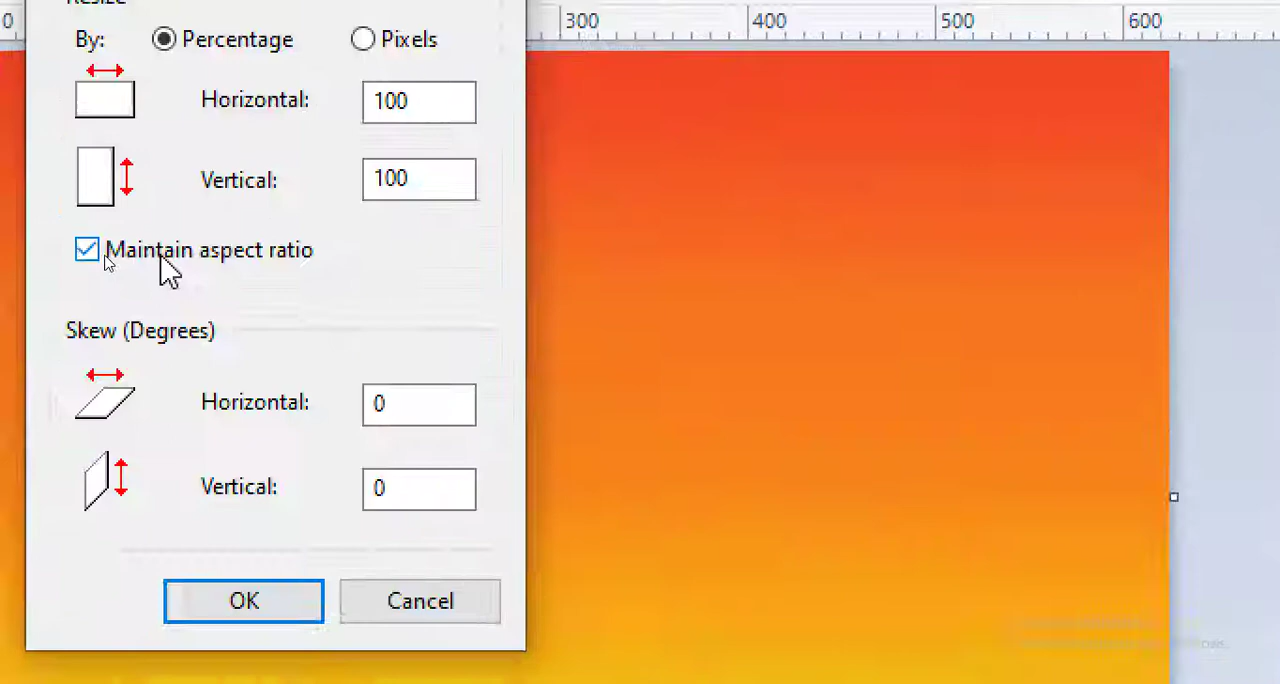 0 300 400 500 600
By: Percentage Pixels
Horizontal: 100
Vertical: 100
Maintain aspect ratio
Skew (Degrees)
Horizontal: 0
Vertical: 0
OK Cancel